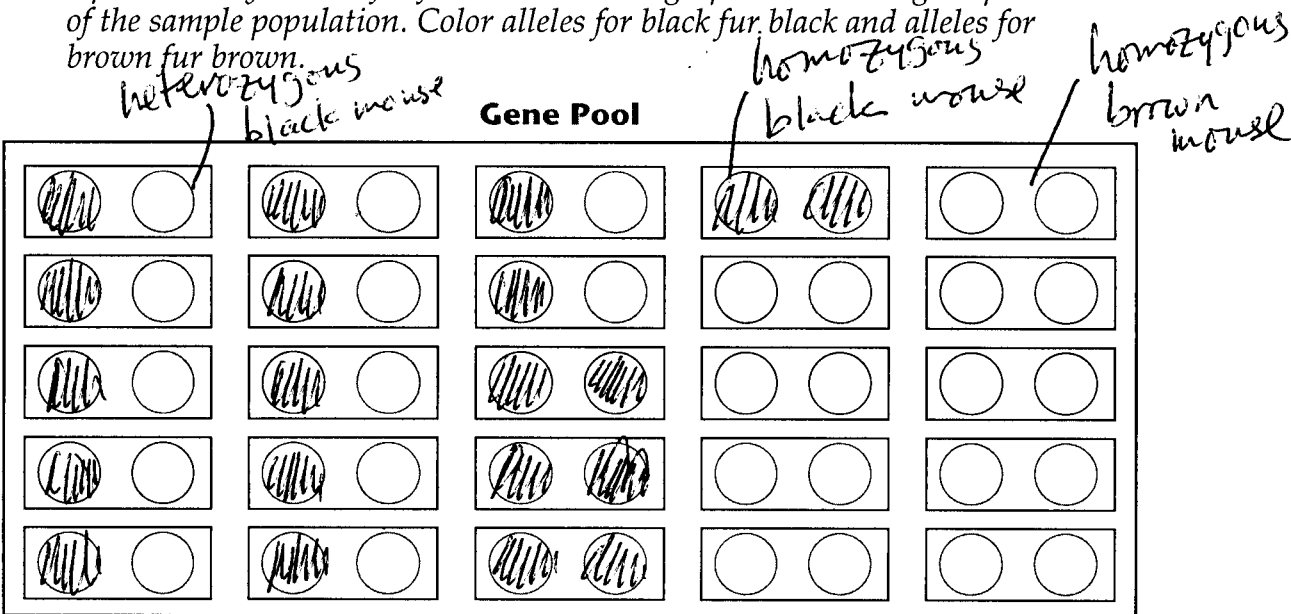 of the sample population. Color alleles for black fur black and alleles for
brown fur brown.
heterozygous
black mouse
homozygous
black mouse
homozygous
brown
mouse
Gene Pool